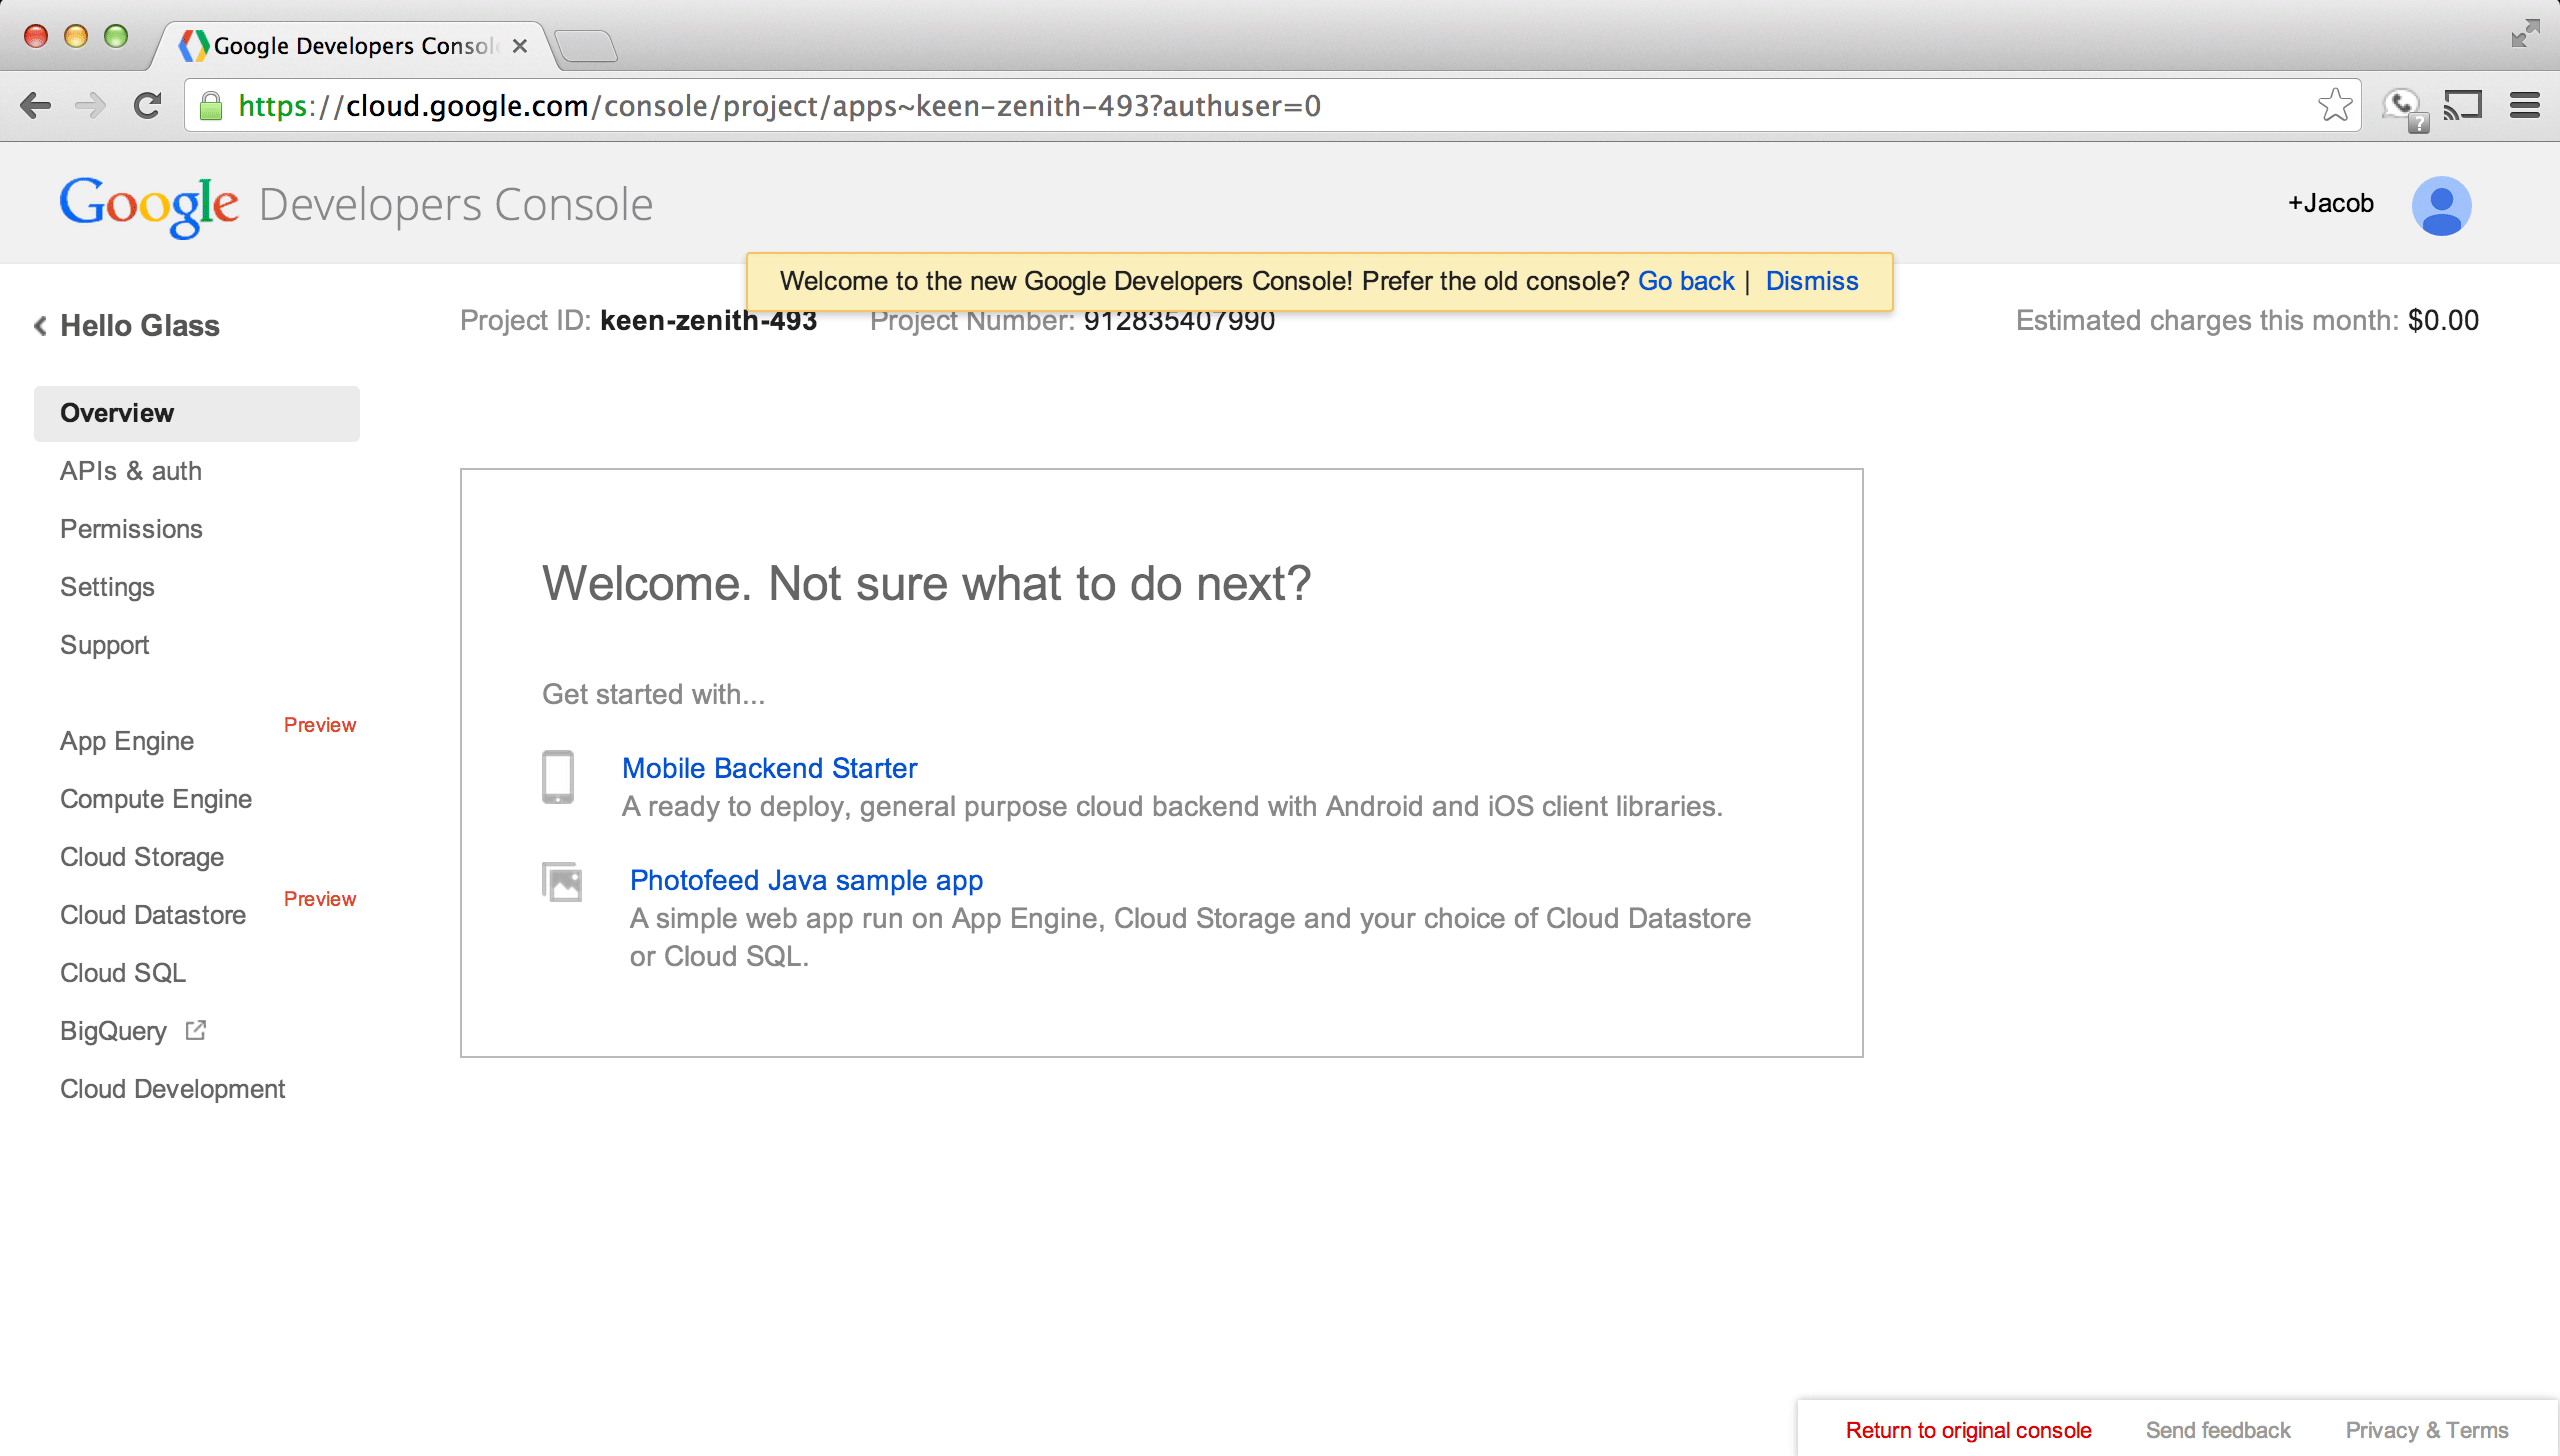 Google Developers Consol
https://cloud.google.com/console/project/apps~keen-zenith-493?authuser=0
?
Google Developers Console
+Jacob
Welcome to the new Google Developers Console! Prefer the old console? Go back | Dismiss
Hello Glass
Project ID: keen-zenith-493 Project Number: 912835407990
Estimated charges this month: $0.00
Overview
APIs & auth
Permissions
Settings
Support
App Engine Preview
Compute Engine
Cloud Storage
Cloud Datastore Preview
Cloud SQL
BigQuery
Cloud Development
Welcome. Not sure what to do next?
Get started with...
Mobile Backend Starter
A ready to deploy, general purpose cloud backend with Android and iOS client libraries.
Photofeed Java sample app
A simple web app run on App Engine, Cloud Storage and your choice of Cloud Datastore
or Cloud SQL.
Return to original console Send feedback Privacy & Terms